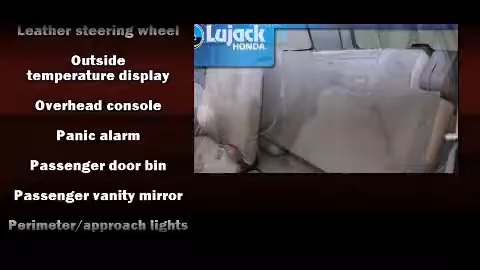 Leather steering wheel
Outside
temperature display
Overhead console
Panic alarm
Passenger door bin
Passenger vanity mirror
Perimeter/approach lights
Lujack
HONDA